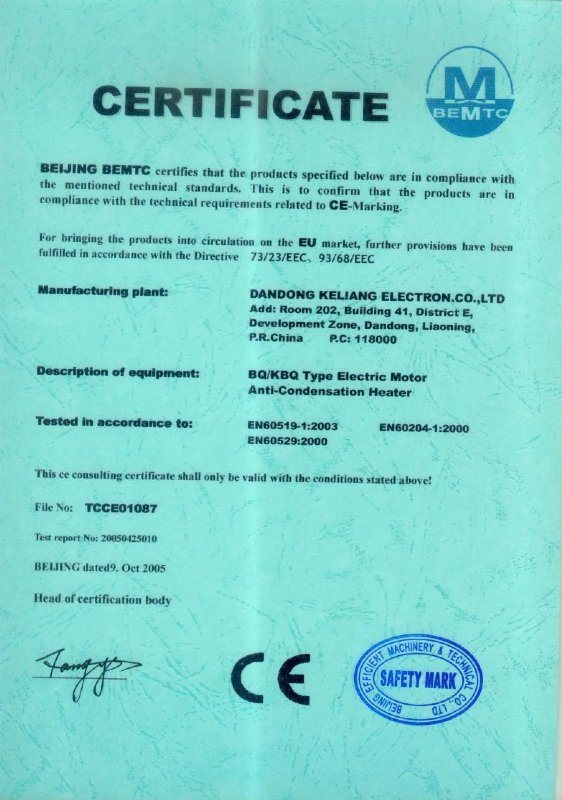 CERTIFICATE
M
BEMTC
BEIJING BEMTC certifies that the products specified below are in compliance with
the mentioned technical standards. This is to confirm that the products are in
compliance with the technical requirements related to CE-Marking.
For bringing the products into circulation on the EU market, further provisions have been
fulfilled in accordance with the Directive 73/23/EEC、93/68/EEC
Manufacturing plant: DANDONG KELIANG ELECTRON.CO.,LTD
Add: Room 202, Building 41, District E,
Development Zone, Dandong, Liaoning,
P.R.China P.C: 118000
Description of equipment: BQ/KBQ Type Electric Motor
Anti-Condensation Heater
Tested in accordance to: EN60519-1:2003 EN60204-1:2000
EN60529:2000
This ce consulting certificate shall only be valid with the conditions stated above!
File No: TCCE01087
Test report No: 20050425010
BEIJING dated9. Oct 2005
Head of certification body
CE
BEIJING EFFICIENT MACHINERY & TECHNICAL CO., LTD
SAFETY MARK